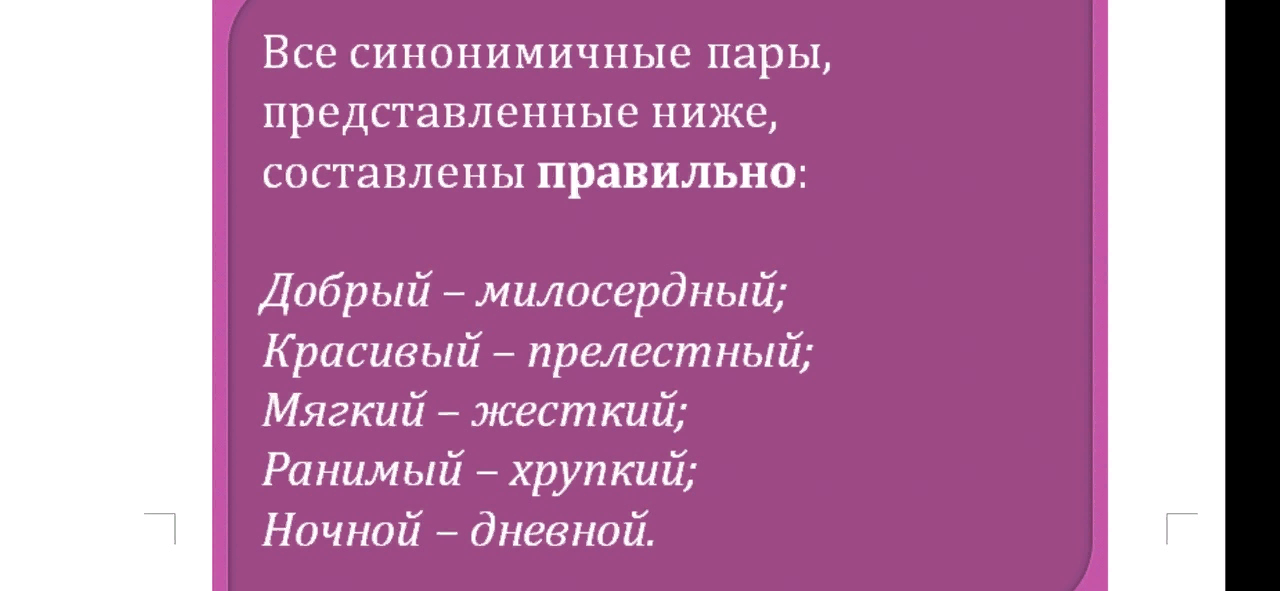 Все синонимичные пары,
представленные ниже,
составлены правильно:
Добрый – милосердный;
Красивый – прелестный;
Мягкий – жесткий;
Ранимый – хрупкий;
Ночной – дневной.